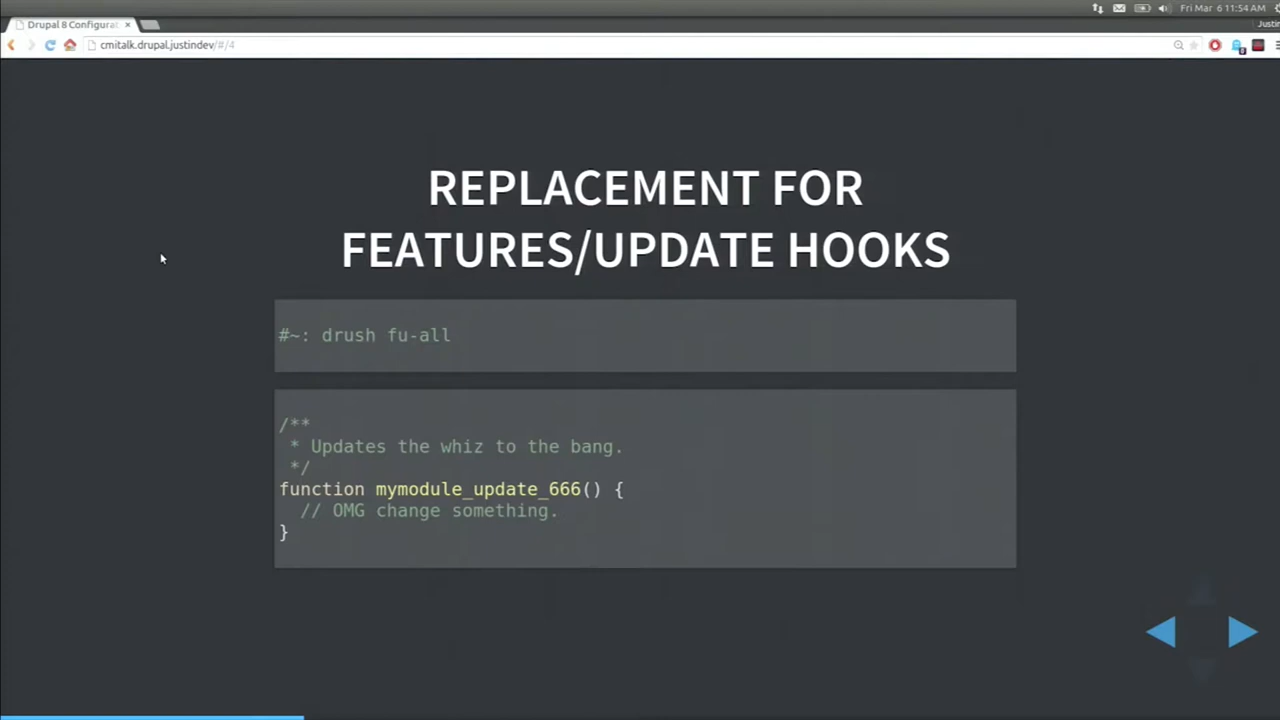 Fri Mar 6 11:54 AM
Drupal 8 Configurat
Justin
cmitalk.drupal.justindev/#/4
REPLACEMENT FOR
FEATURES/UPDATE HOOKS
#~: drush fu-all
/**
* Updates the whiz to the bang.
*/
function mymodule_update_666() {
// OMG change something.
}